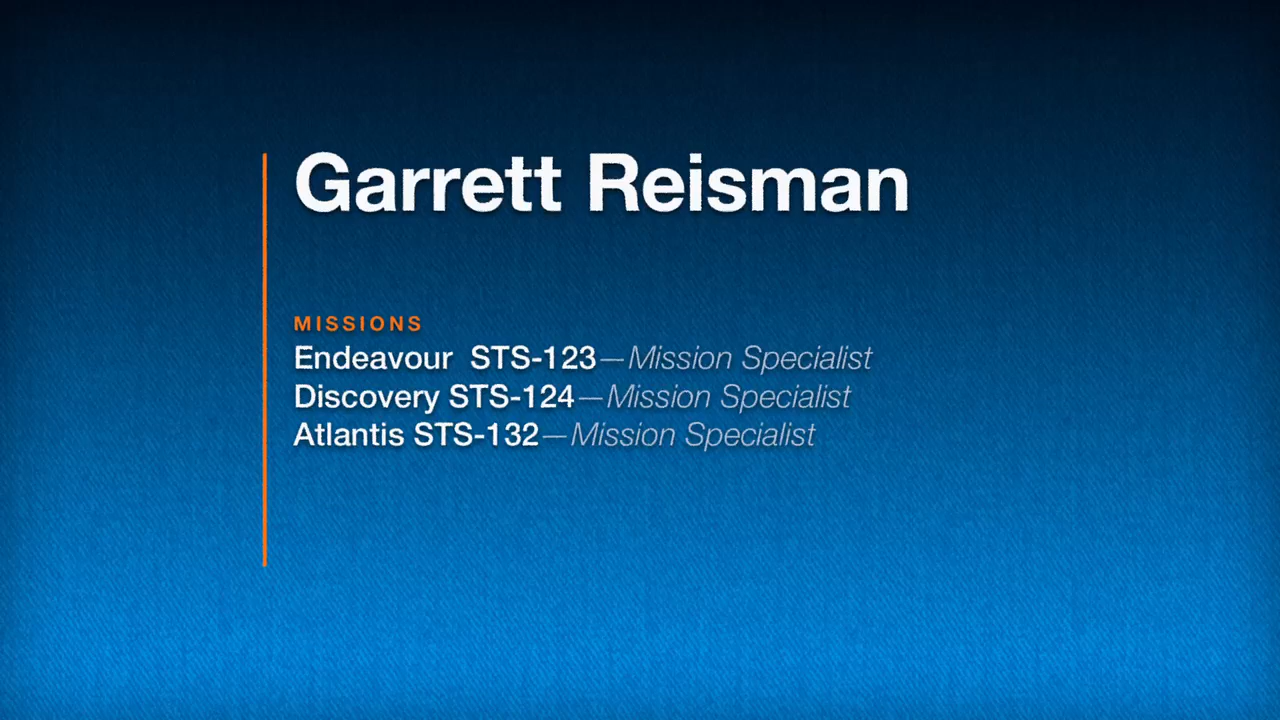 Garrett Reisman
MISSIONS
Endeavour  STS-123—Mission Specialist
Discovery STS-124—Mission Specialist
Atlantis STS-132—Mission Specialist